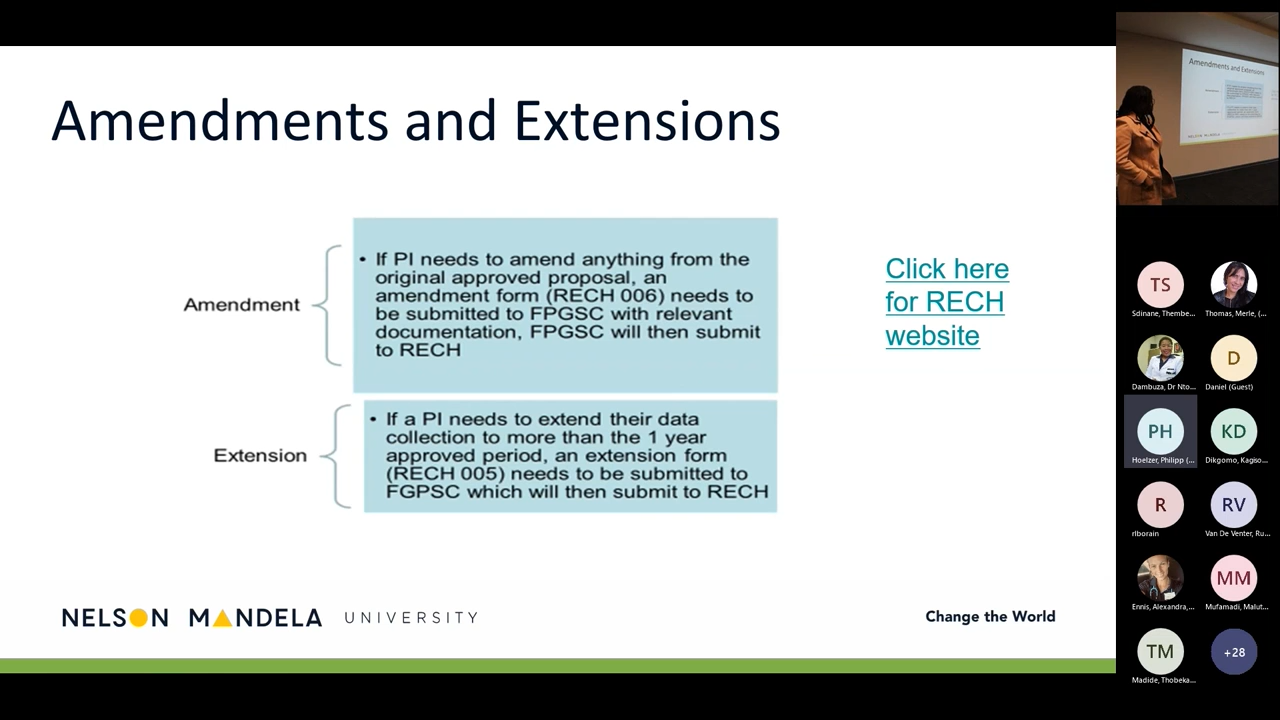 Amendments and Extensions
Amendment
• If PI needs to amend anything from the
original approved proposal, an
amendment form (RECH 006) needs to
be submitted to FPGSC with relevant
documentation, FPGSC will then submit
to RECH
Extension
• If a PI needs to extend their data
collection to more than the 1 year
approved period, an extension form
(RECH 005) needs to be submitted to
FGPSC which will then submit to RECH
Click here
for RECH
website
NELSON MANDELA UNIVERSITY
Change the World
Amendments and Extensions
TS
Sdinane, Thembe...
Thomas, Merle, (...
Dambuza, Dr Nto...
D
Daniel (Guest)
PH
Hoelzer, Philipp (...
KD
Dikgomo, Kagiso...
R
rlborain
RV
Van De Venter, Ru...
Ennis, Alexandra,...
MM
Mufamadi, Malut...
TM
Madide, Thobeka...
+28